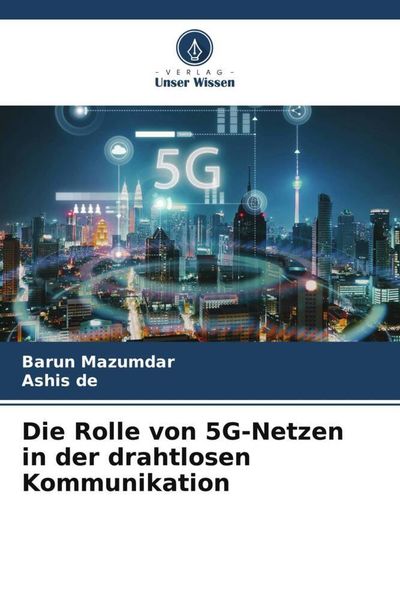 - VERLAG -
Unser Wissen
5G
Barun Mazumdar
Ashis de
Die Rolle von 5G-Netzen
in der drahtlosen
Kommunikation